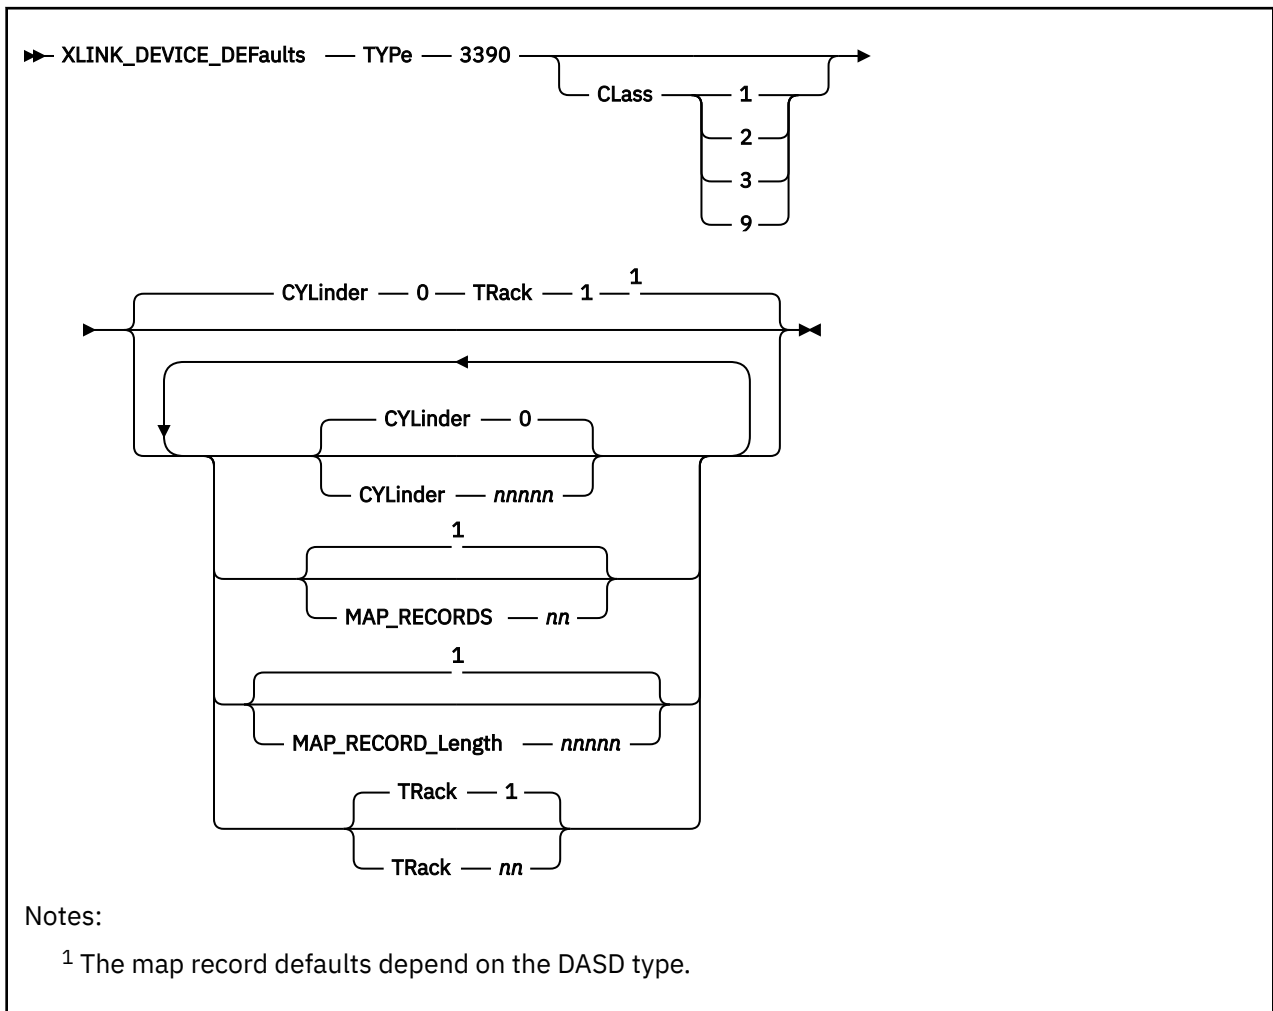 XLINK_DEVICE_DEFaults TYPe 3390
CLass 1
2
3
9
CYLinder 0 TRack 1 1
CYLinder 0
CYLinder nnnnn
1
MAP_RECORDS nn
1
MAP_RECORD_Length nnnnn
TRack 1
TRack nn
Notes:
1 The map record defaults depend on the DASD type.